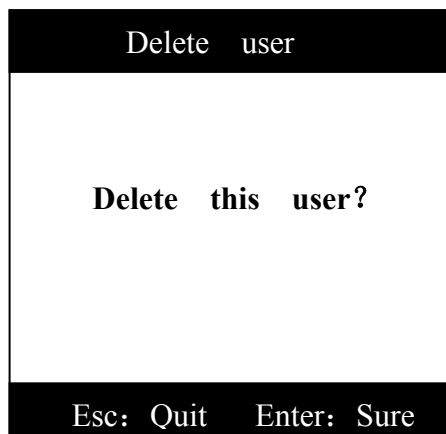 Delete user
Delete this user？
Esc：Quit Enter：Sure